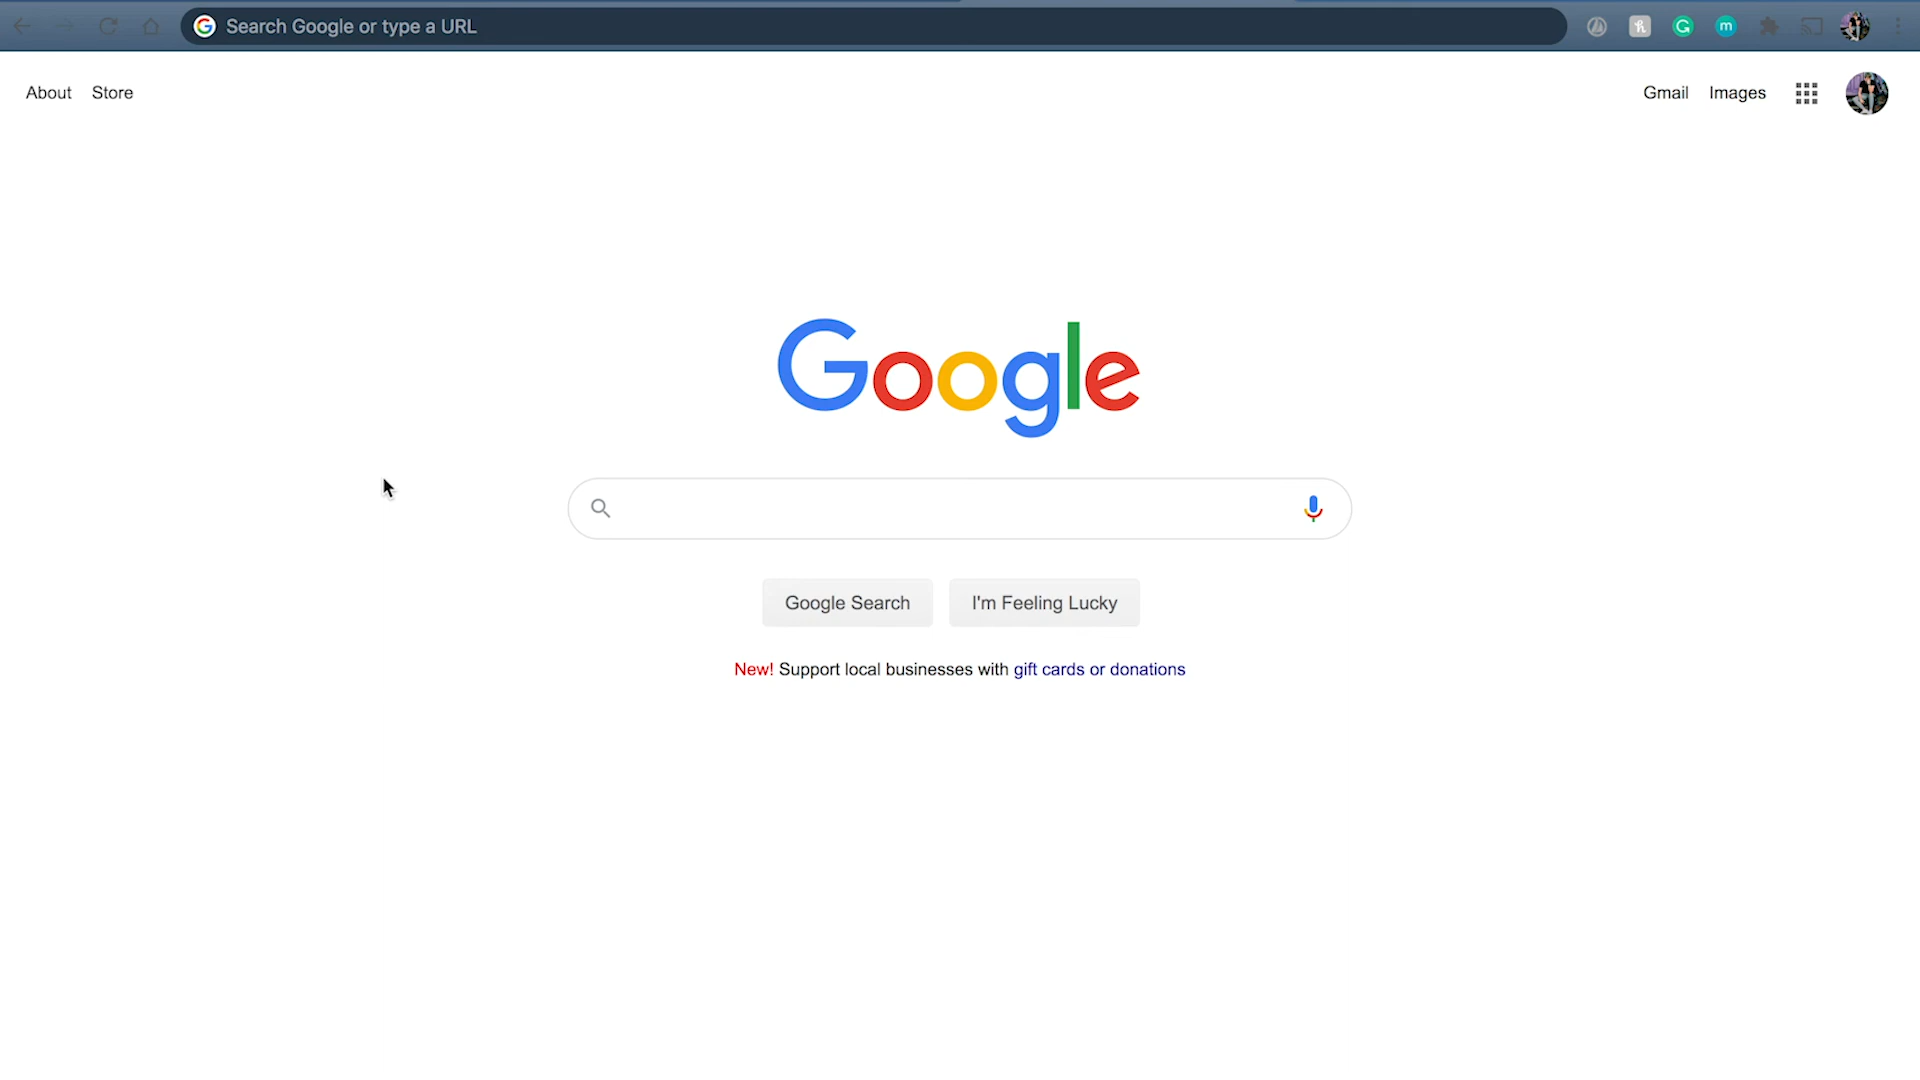 Search Google or type a URL
About Store
Gmail Images
Google
Google Search
I'm Feeling Lucky
New! Support local businesses with gift cards or donations